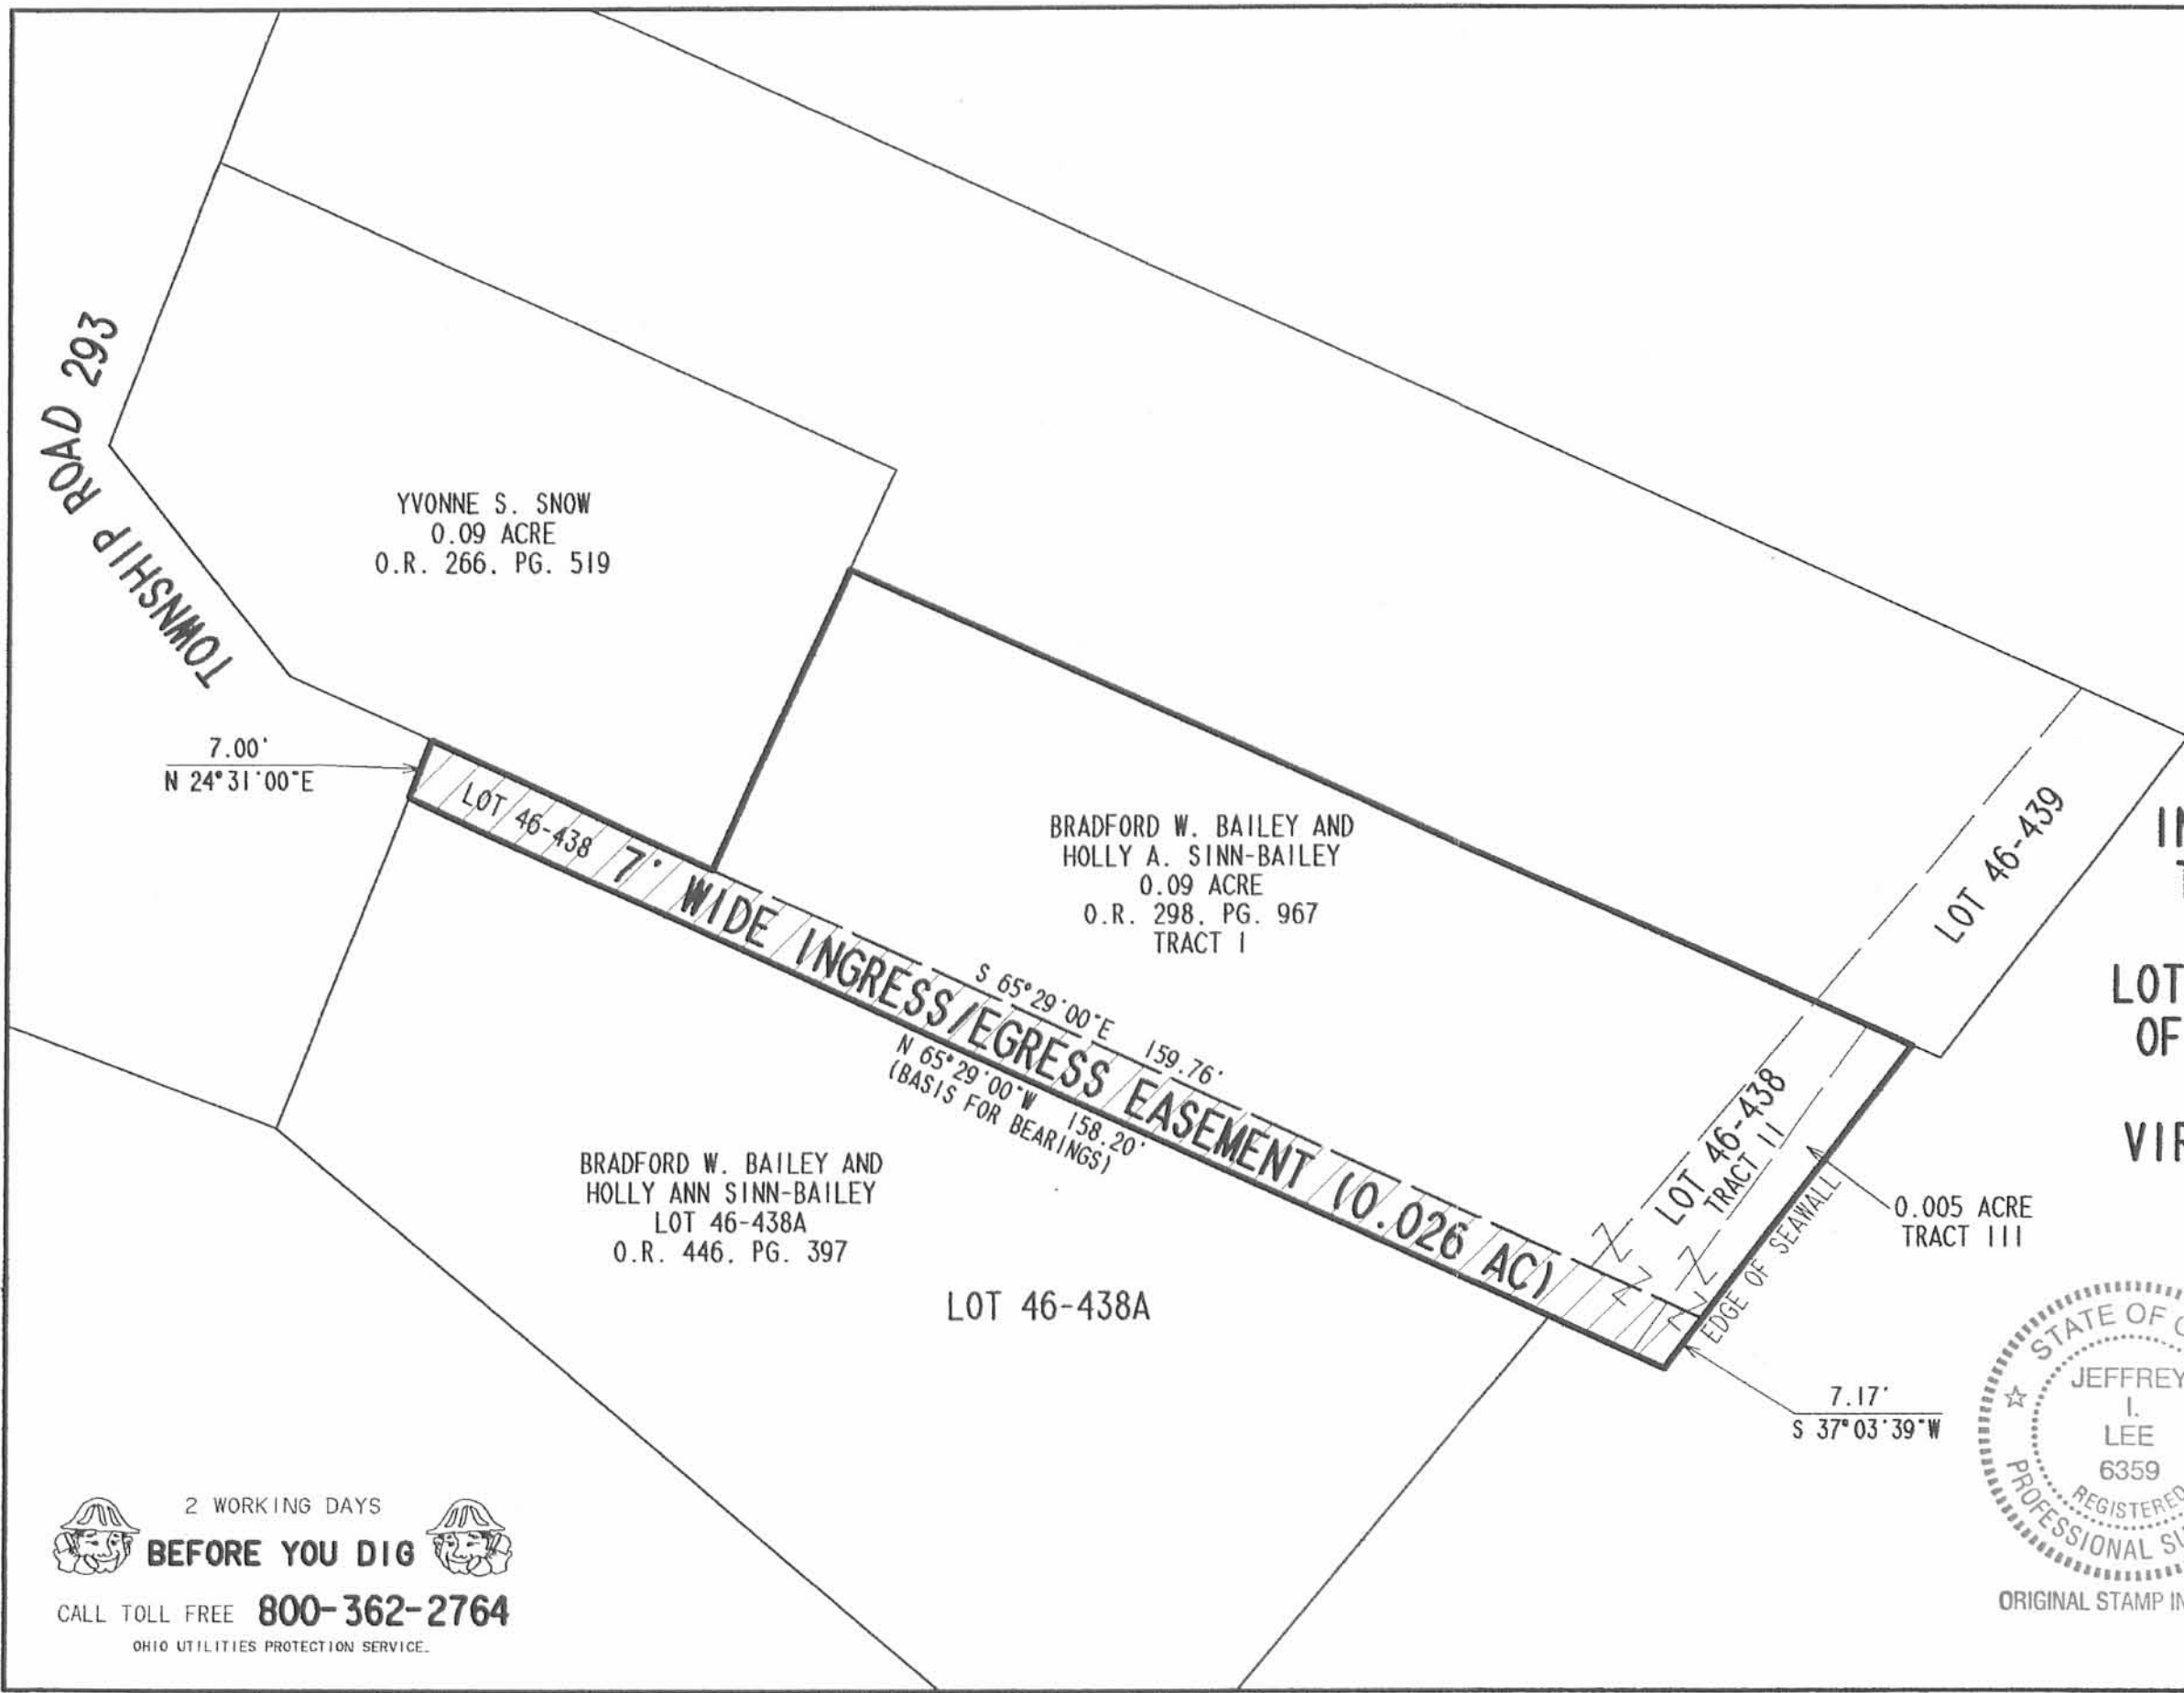 TOWNSHIP ROAD 293
YVONNE S. SNOW
0.09 ACRE
O.R. 266, PG. 519
7.00'
N 24°31'00"E
LOT 46-438
7' WIDE INGRESS/EGRESS EASEMENT (0.026 AC)
BRADFORD W. BAILEY AND
HOLLY A. SINN-BAILEY
0.09 ACRE
O.R. 298, PG. 967
TRACT I
S 65°29'00"E 159.76'
N 65°29'00"W 158.20'
(BASIS FOR BEARINGS)
BRADFORD W. BAILEY AND
HOLLY ANN SINN-BAILEY
LOT 46-438A
O.R. 446, PG. 397
LOT 46-438A
LOT 46-439
LOT 46-438
TRACT II
EDGE OF SEAWALL
0.005 ACRE
TRACT III
7.17'
S 37°03'39"W
LOT
OF
VIR
STATE OF
JEFFREY
I.
LEE
6359
REGISTERED
PROFESSIONAL SU
ORIGINAL STAMP IN
2 WORKING DAYS
BEFORE YOU DIG
CALL TOLL FREE 800-362-2764
OHIO UTILITIES PROTECTION SERVICE.